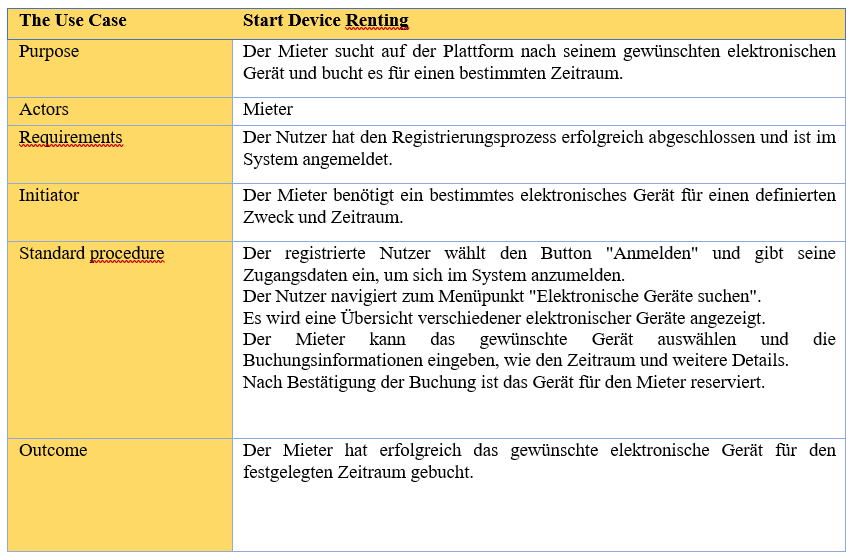 The Use Case
Start Device Renting
Purpose
Der Mieter sucht auf der Plattform nach seinem gewünschten elektronischen
Gerät und bucht es für einen bestimmten Zeitraum.
Actors
Mieter
Requirements
Der Nutzer hat den Registrierungsprozess erfolgreich abgeschlossen und ist im
System angemeldet.
Initiator
Der Mieter benötigt ein bestimmtes elektronisches Gerät für einen definierten
Zweck und Zeitraum.
Standard procedure
Der registrierte Nutzer wählt den Button "Anmelden" und gibt seine
Zugangsdaten ein, um sich im System anzumelden.
Der Nutzer navigiert zum Menüpunkt "Elektronische Geräte suchen".
Es wird eine Übersicht verschiedener elektronischer Geräte angezeigt.
Der Mieter kann das gewünschte Gerät auswählen und die
Buchungsinformationen eingeben, wie den Zeitraum und weitere Details.
Nach Bestätigung der Buchung ist das Gerät für den Mieter reserviert.
Outcome
Der Mieter hat erfolgreich das gewünschte elektronische Gerät für den
festgelegten Zeitraum gebucht.